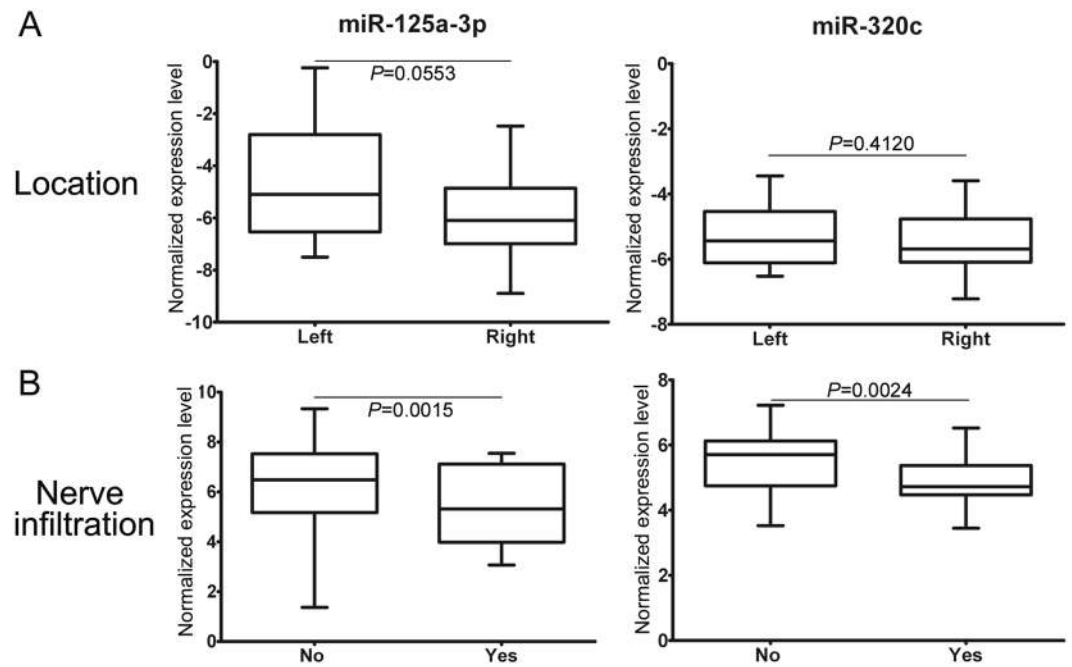 A
miR-125a-3p
miR-320c
Location
Normalized expression level
0
-2
-4
-6
-8
-10
P=0.0553
Left
Right
Normalized expression level
0
-2
-4
-6
-8
P=0.4120
Left
Right
B
Nerve
infiltration
Normalized expression level
10
8
6
4
2
0
P=0.0015
No
Yes
Normalized expression level
8
6
4
2
0
P=0.0024
No
Yes